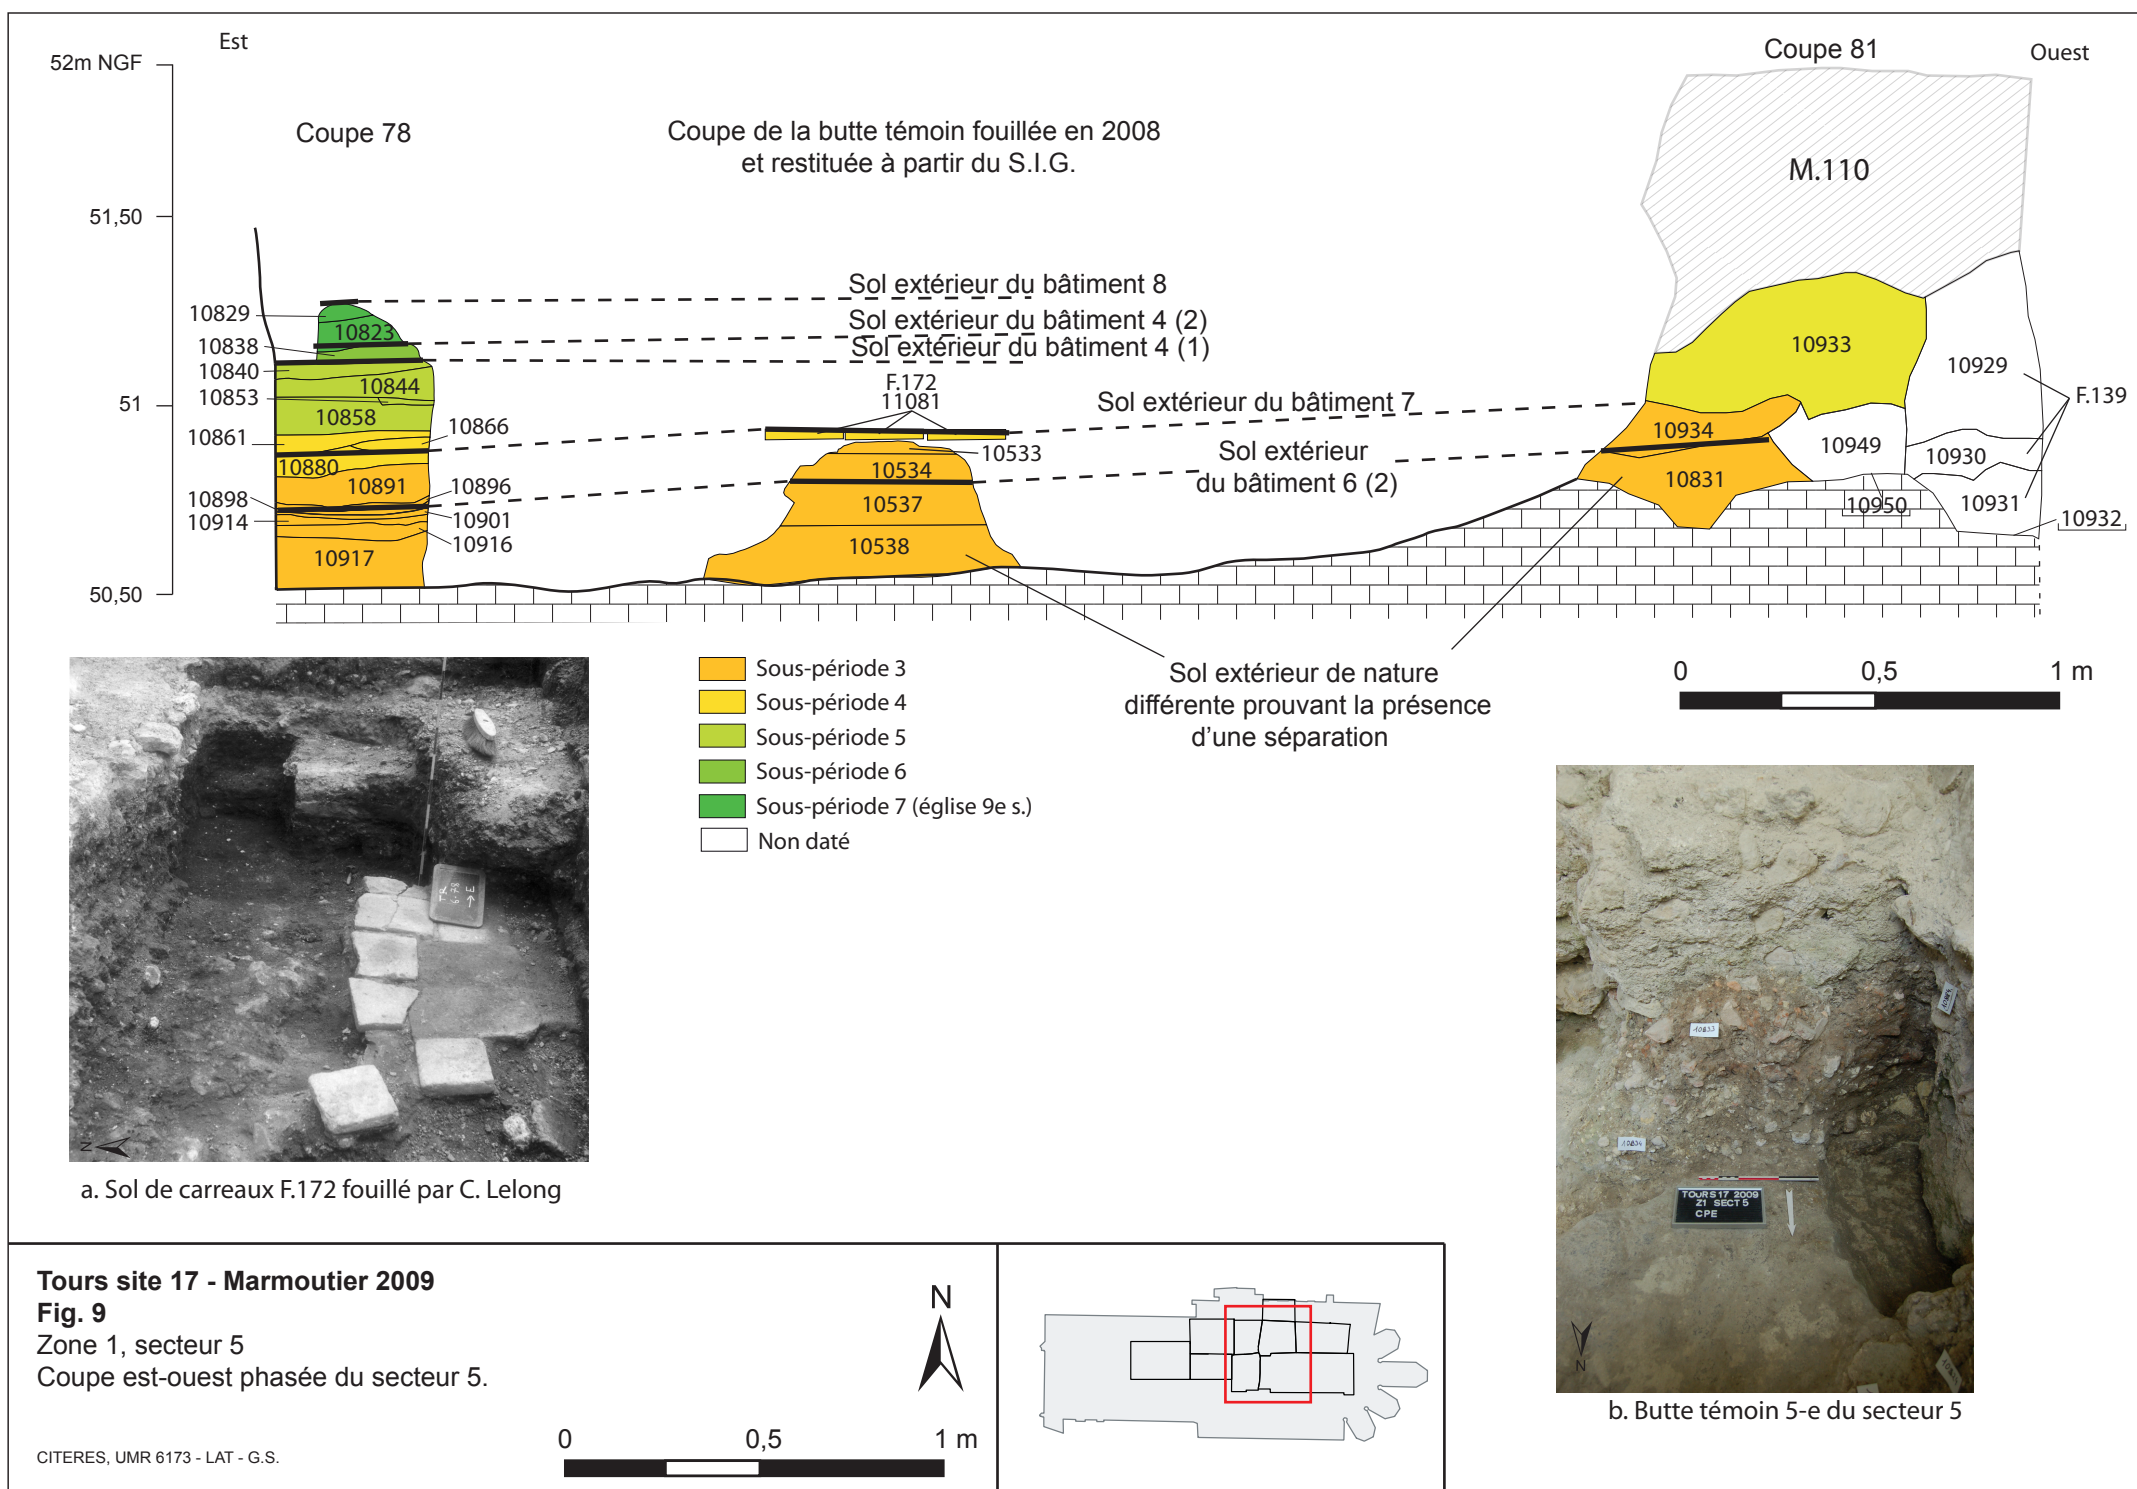 Est
52m NGF
Coupe 78
Coupe de la butte témoin fouillée en 2008
et restituée à partir du S.I.G.
Coupe 81
Ouest
M.110
51,50
51
50,50
Sol extérieur du bâtiment 8
Sol extérieur du bâtiment 4 (2)
Sol extérieur du bâtiment 4 (1)
Sol extérieur du bâtiment 7
Sol extérieur
du bâtiment 6 (2)
10829
10823
10838
10840
10844
10853
10858
10861
10866
10880
10891
10896
10898
10901
10914
10916
10917
F.172
11081
10533
10534
10537
10538
10933
10934
10831
10949
10950
10929
F.139
10930
10931
10932
Sol extérieur de nature
différente prouvant la présence
d'une séparation
0 0,5 1 m
Sous-période 3
Sous-période 4
Sous-période 5
Sous-période 6
Sous-période 7 (église 9e s.)
Non daté
TR
6-78
→ E
N
a. Sol de carreaux F.172 fouillé par C. Lelong
10833
10834
TOURS 17 2009
Z1 SECT 5
CPE
N
b. Butte témoin 5-e du secteur 5
Tours site 17 - Marmoutier 2009
Fig. 9
Zone 1, secteur 5
Coupe est-ouest phasée du secteur 5.
N
0 0,5 1 m
CITERES, UMR 6173 - LAT - G.S.